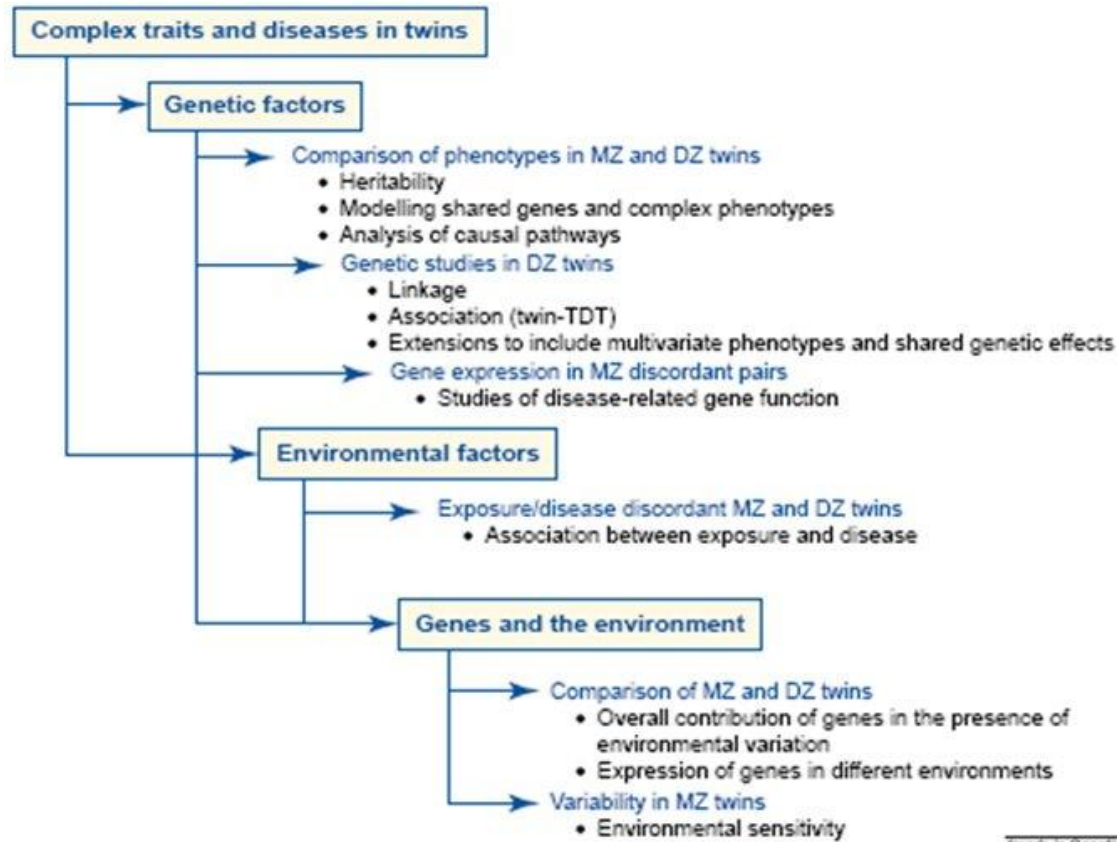 Complex traits and diseases in twins
Genetic factors
Comparison of phenotypes in MZ and DZ twins
• Heritability
• Modelling shared genes and complex phenotypes
• Analysis of causal pathways
Genetic studies in DZ twins
• Linkage
• Association (twin-TDT)
• Extensions to include multivariate phenotypes and shared genetic effects
Gene expression in MZ discordant pairs
• Studies of disease-related gene function
Environmental factors
Exposure/disease discordant MZ and DZ twins
• Association between exposure and disease
Genes and the environment
Comparison of MZ and DZ twins
• Overall contribution of genes in the presence of
environmental variation
• Expression of genes in different environments
Variability in MZ twins
• Environmental sensitivity